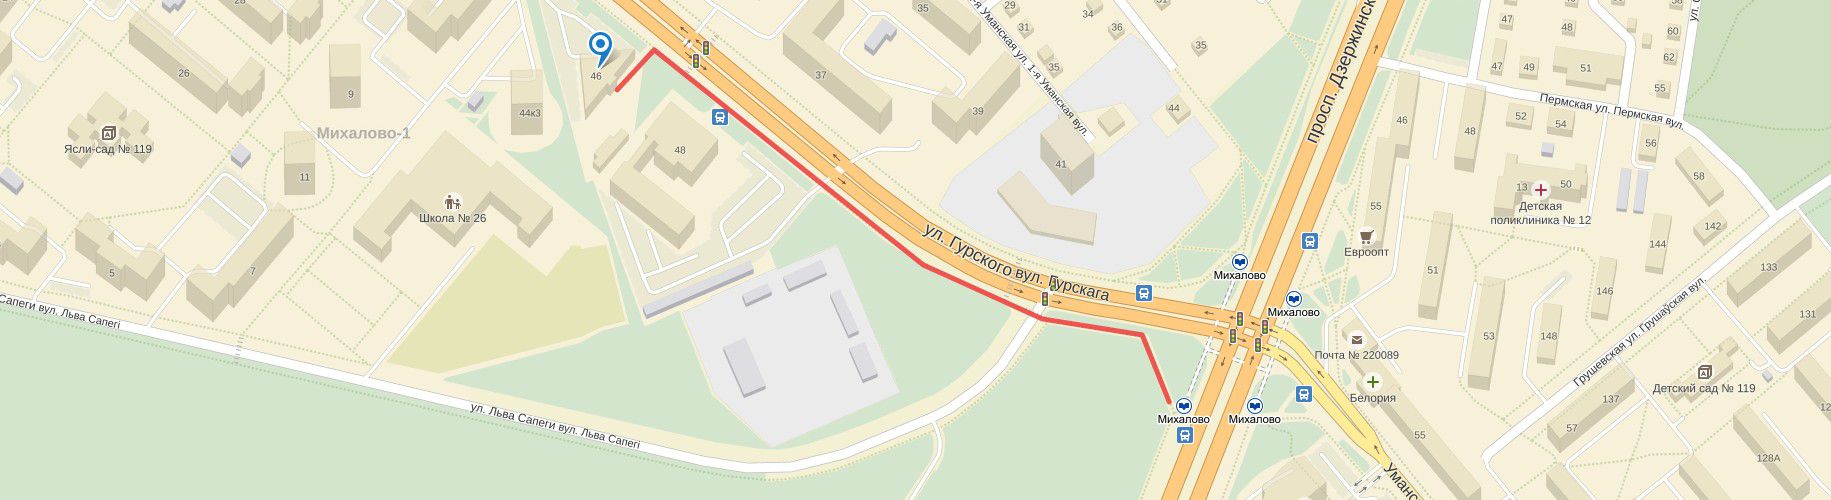 26
9
Михалово-1
Ясли-сад № 119
11
Школа № 26
5
7
Сапеги вул. Льва Сапегі
ул. Льва Сапеги вул. Льва Сапегі
46
44к3
48
35
37
39
29
31
34
31
35
35
1-я Уманская ул. 1-я Уманская вул.
44
41
ул. Гурского вул. Гурскага
просп. Дзержинск
Михалово
Михалово
Михалово
Михалово
47
48
60
62
47
49
51
55
Пермская ул. Пермская вул.
46
48
52
54
56
13
50
Детская
поликлиника № 12
58
142
55
Евроопт
51
144
146
133
131
Почта № 220089
53
148
Грушевская ул. Грушаўская вул.
Белория
Детский сад № 119
137
57
55
128А
Уманс